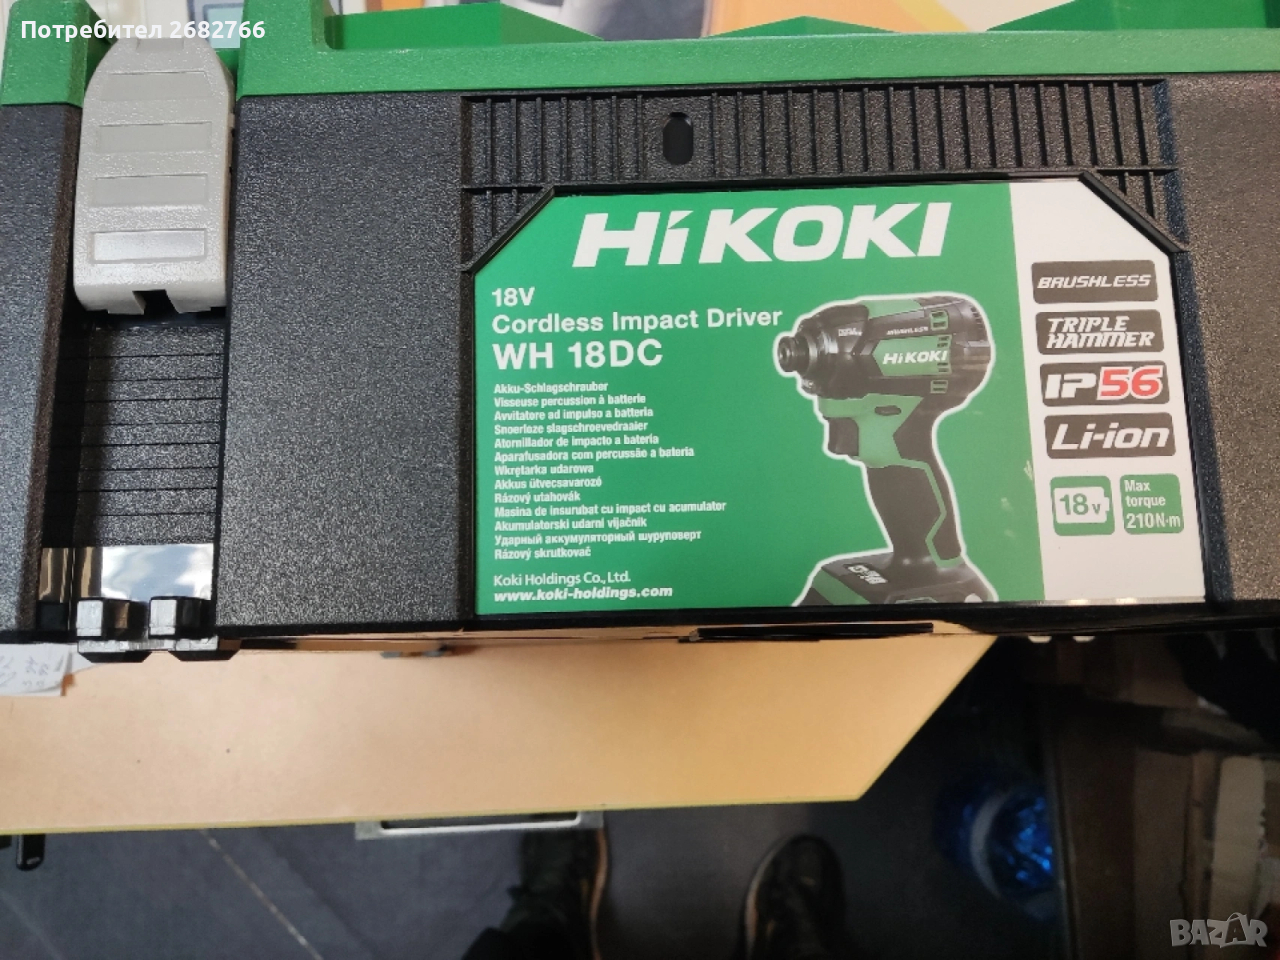 Потребител 2682766
HiKOKI
18V
Cordless Impact Driver
WH 18DC
Akku-Schlagschrauber
Visseuse percussion à batterie
Avvitatore ad impulso a batteria
Snoerloze slagschroevedraaier
Atornillador de impacto a batería
Aparafusadora com percussão a bateria
Wkrętarka udarowa
Akkus ütvecsavarozó
Rázový utahovák
Masina de insurubat cu impact cu acumulator
Akumulatorski udarni vijačnik
Ударный аккумуляторный шуруповерт
Rázový skrutkovač
Koki Holdings Co., Ltd.
www.koki-holdings.com
HiKOKI
BRUSHLESS
TRIPLE
HAMMER
IP56
Li-ion
18V
Max
torque
210N·m
BAZAR